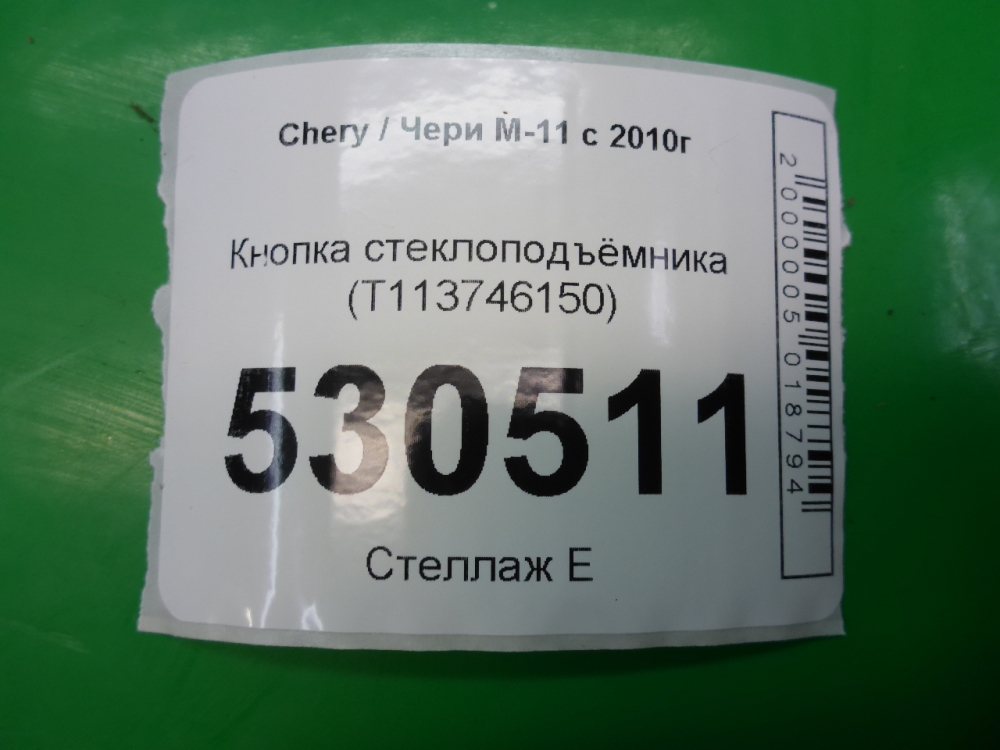 Chery / Чери М-11 с 2010г
Кнопка стеклоподъёмника
(T113746150)
530511
Стеллаж Е
2000005018794